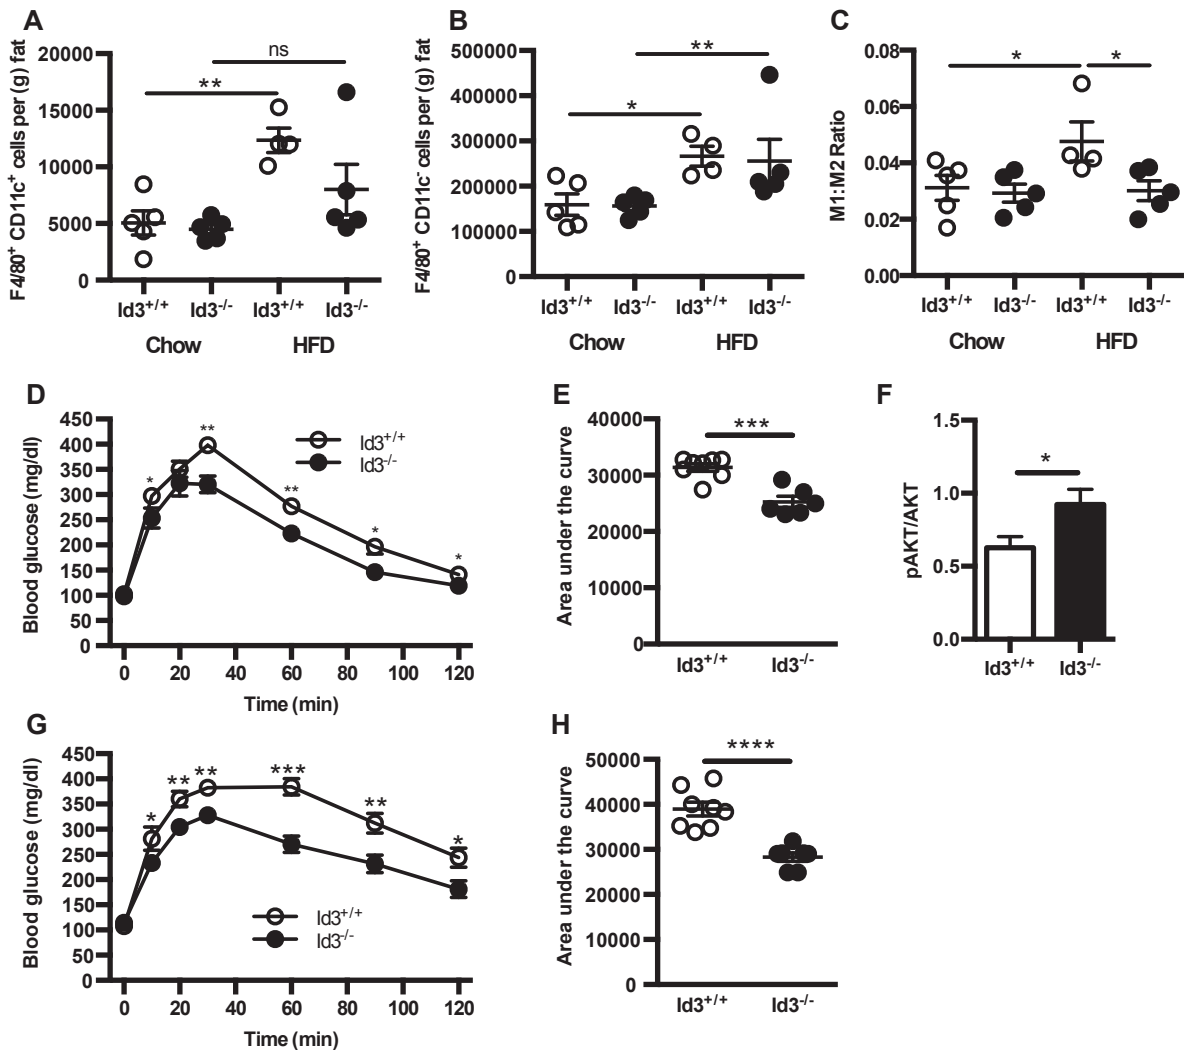 A
F4/80+ CD11c+ cells per (g) fat
20000
15000
10000
5000
0
**
ns
Id3+/+ Id3-/- Id3+/+ Id3-/-
Chow HFD
B
F4/80+ CD11c- cells per (g) fat
500000
400000
300000
200000
100000
0
*
**
Id3+/+ Id3-/- Id3+/+ Id3-/-
Chow HFD
C
M1:M2 Ratio
0.08
0.06
0.04
0.02
0.00
* *
Id3+/+ Id3-/- Id3+/+ Id3-/-
Chow HFD
D
Blood glucose (mg/dl)
450
400
350
300
250
200
150
100
50
0
* ** ** * *
Id3+/+
Id3-/-
0 20 40 60 80 100 120
Time (min)
E
Area under the curve
40000
30000
20000
10000
0
***
Id3+/+ Id3-/-
F
pAKT/AKT
1.5
1.0
0.5
0.0
*
Id3+/+ Id3-/-
G
Blood glucose (mg/dl)
450
400
350
300
250
200
150
100
50
0
* ** ** *** ** *
Id3+/+
Id3-/-
0 20 40 60 80 100 120
Time (min)
H
Area under the curve
50000
40000
30000
20000
10000
0
****
Id3+/+ Id3-/-